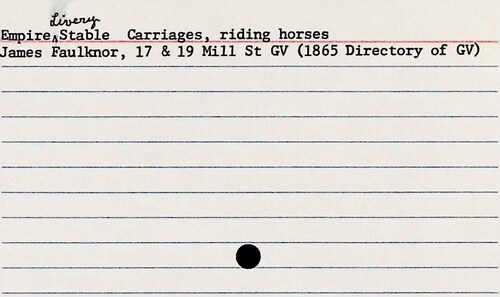 Livery
Empire ^ Stable Carriages, riding horses
James Faulknor, 17 & 19 Mill St GV (1865 Directory of GV)